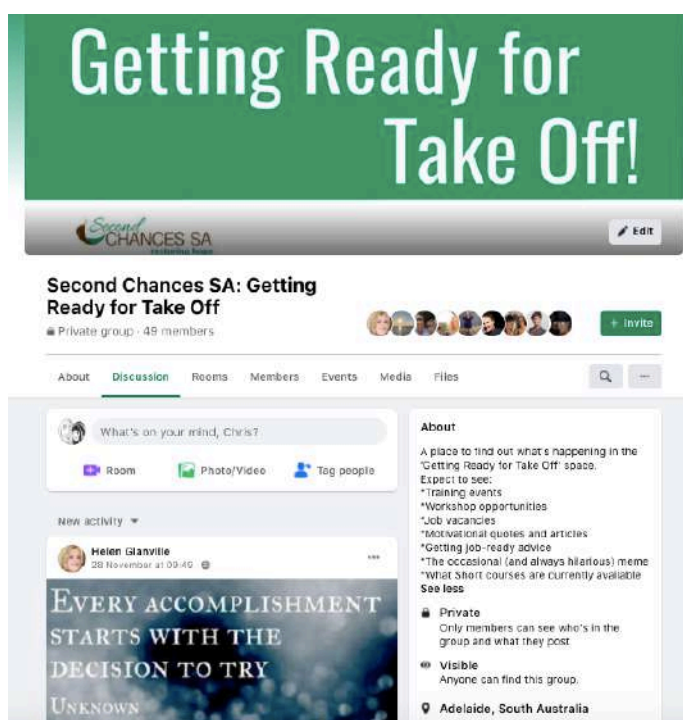 Getting Ready for
Take Off!
Second
CHANCES SA
restoring hope
Edit
Second Chances SA: Getting
Ready for Take Off
Private group · 49 members
+ Invite
About
Discussion
Rooms
Members
Events
Media
Files
What's on your mind, Chris?
Room
Photo/Video
Tag people
New activity
Helen Glanville
28 November at 09:49
EVERY ACCOMPLISHMENT
STARTS WITH THE
DECISION TO TRY
UNKNOWN
About
A place to find out what's happening in the
'Getting Ready for Take Off' space.
Expect to see:
*Training events
*Workshop opportunities
*Job vacancies
*Motivational quotes and articles
*Getting job-ready advice
*The occasional (and always hilarious) meme
*What Short courses are currently available
See less
Private
Only members can see who's in the
group and what they post
Visible
Anyone can find this group.
Adelaide, South Australia